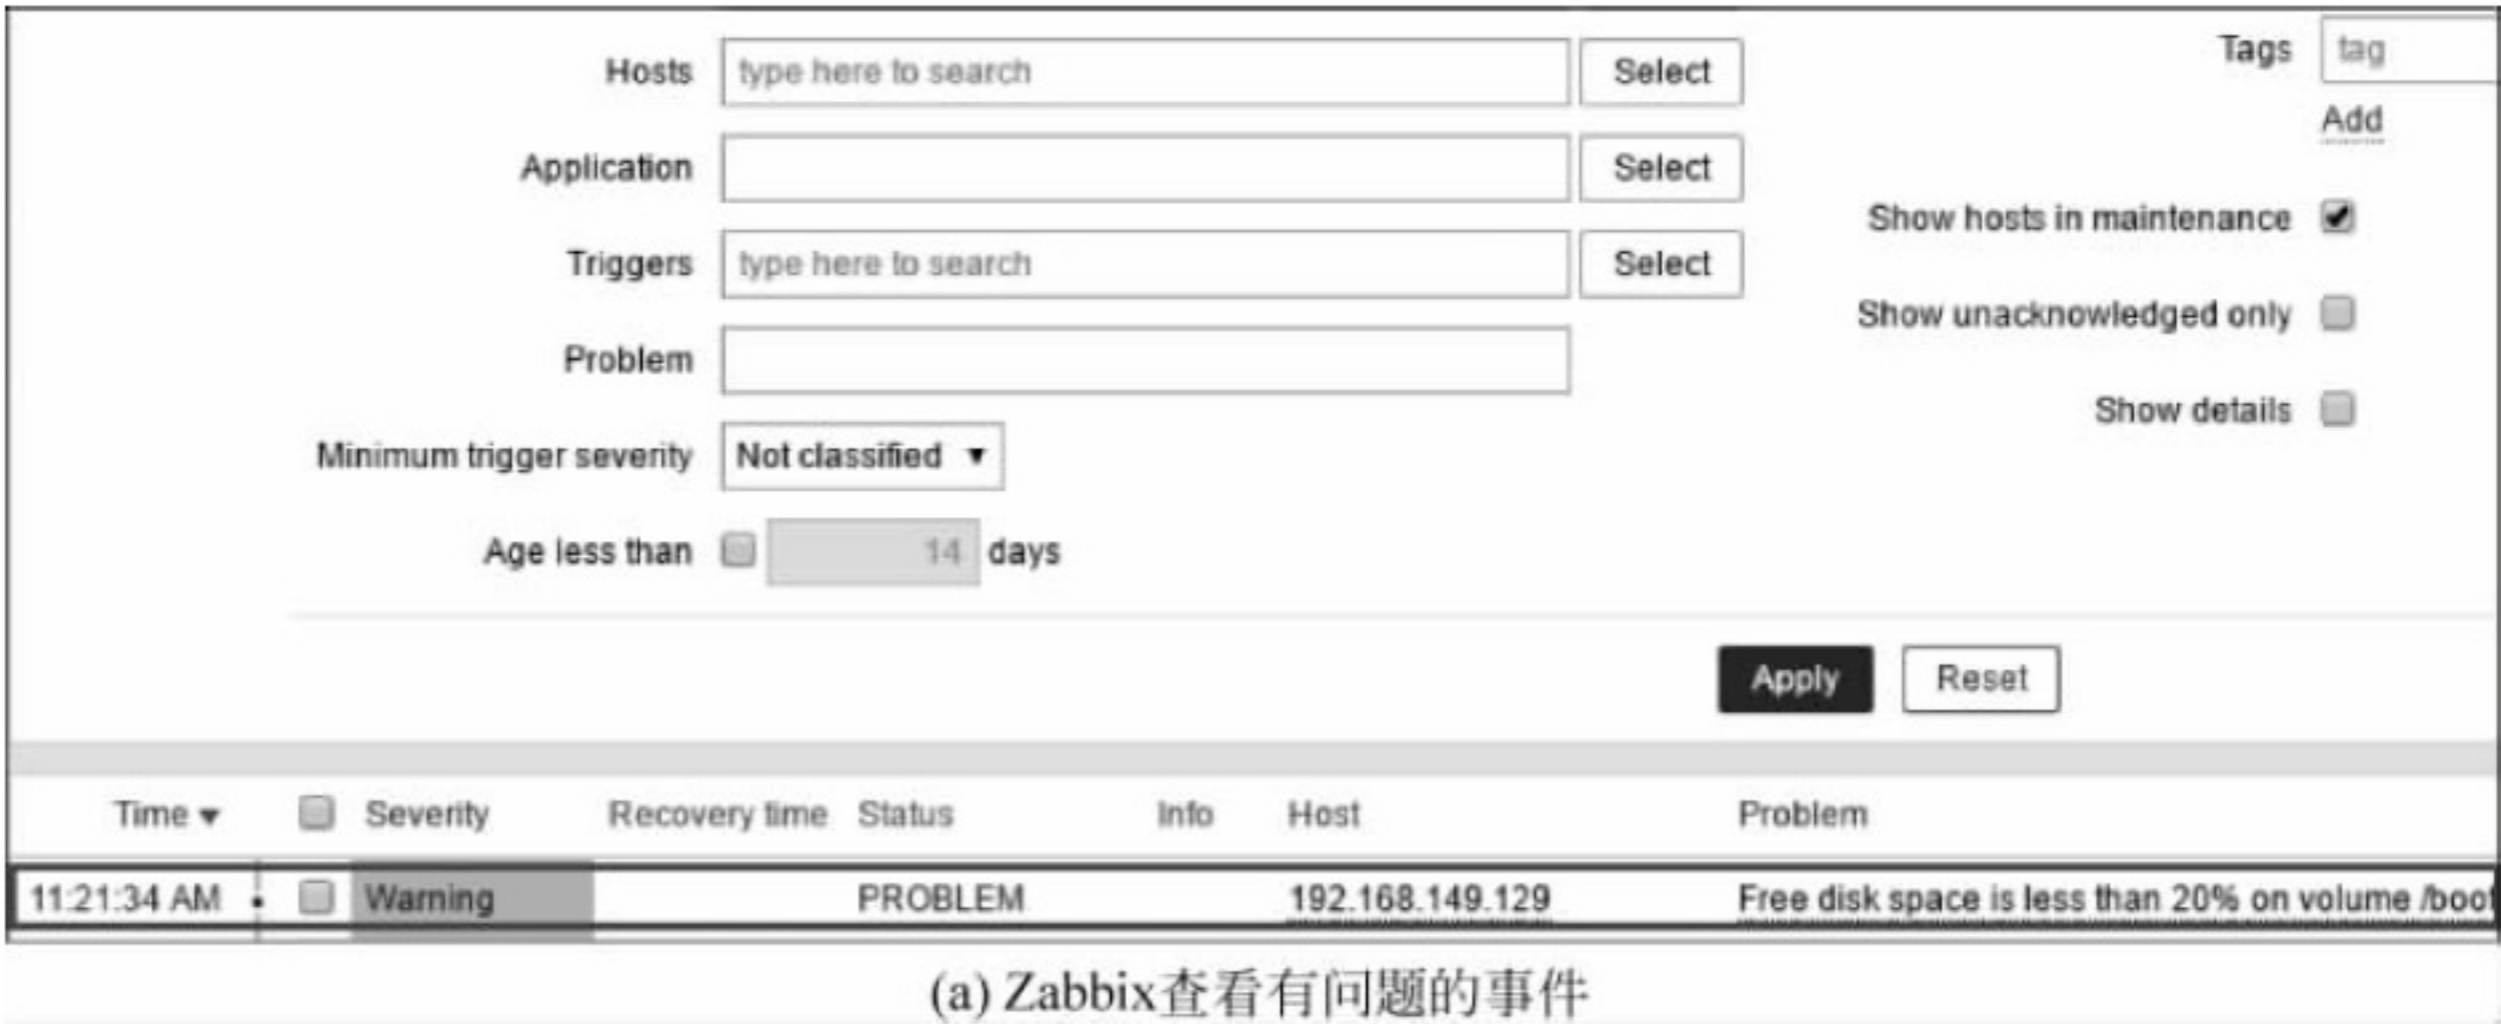 Hosts type here to search Select
Tags tag
Add
Application Select
Show hosts in maintenance
Triggers type here to search Select
Show unacknowledged only
Problem
Show details
Minimum trigger severity Not classified ▼
Age less than 14 days
Apply Reset
Time ▼ Severity Recovery time Status Info Host Problem
11:21:34 AM Warning PROBLEM 192.168.149.129 Free disk space is less than 20% on volume /boot
(a) Zabbix查看有问题的事件